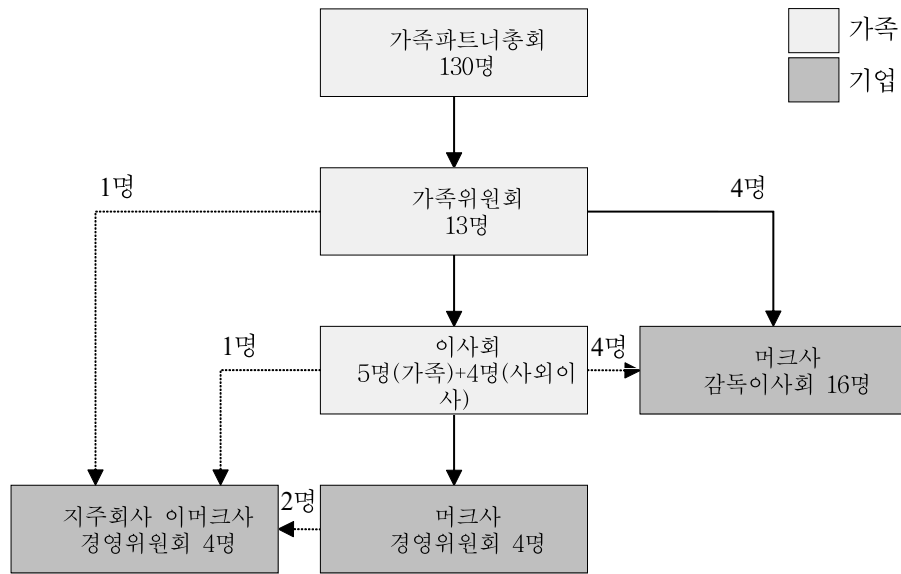 가족파트너총회
130명
가족
기업
1명
가족위원회
13명
4명
1명
이사회
5명(가족)+4명(사외이
사)
4명
머크사
감독이사회 16명
지주회사 이머크사
경영위원회 4명
2명
머크사
경영위원회 4명